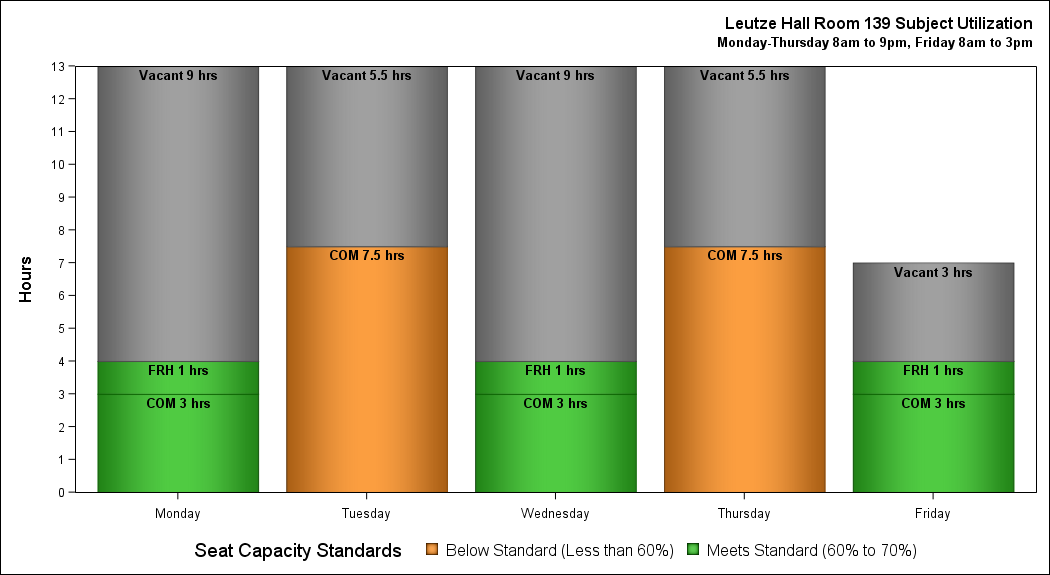 Leutze Hall Room 139 Subject Utilization
Monday-Thursday 8am to 9pm, Friday 8am to 3pm
Hours
13
12
11
10
9
8
7
6
5
4
3
2
1
0
Vacant 9 hrs
FRH 1 hrs
COM 3 hrs
Vacant 5.5 hrs
COM 7.5 hrs
Vacant 9 hrs
FRH 1 hrs
COM 3 hrs
Vacant 5.5 hrs
COM 7.5 hrs
Vacant 3 hrs
FRH 1 hrs
COM 3 hrs
Monday Tuesday Wednesday Thursday Friday
Seat Capacity Standards Below Standard (Less than 60%) Meets Standard (60% to 70%)